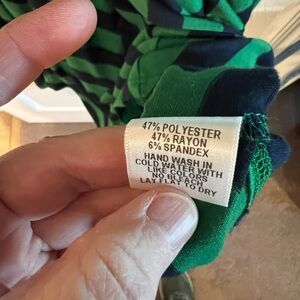 47% POLYESTER
47% RAYON
6% SPANDEX
HAND WASH IN
COLD WATER WITH
LIKE COLORS
NO BLEACH
LAY FLAT TO DRY